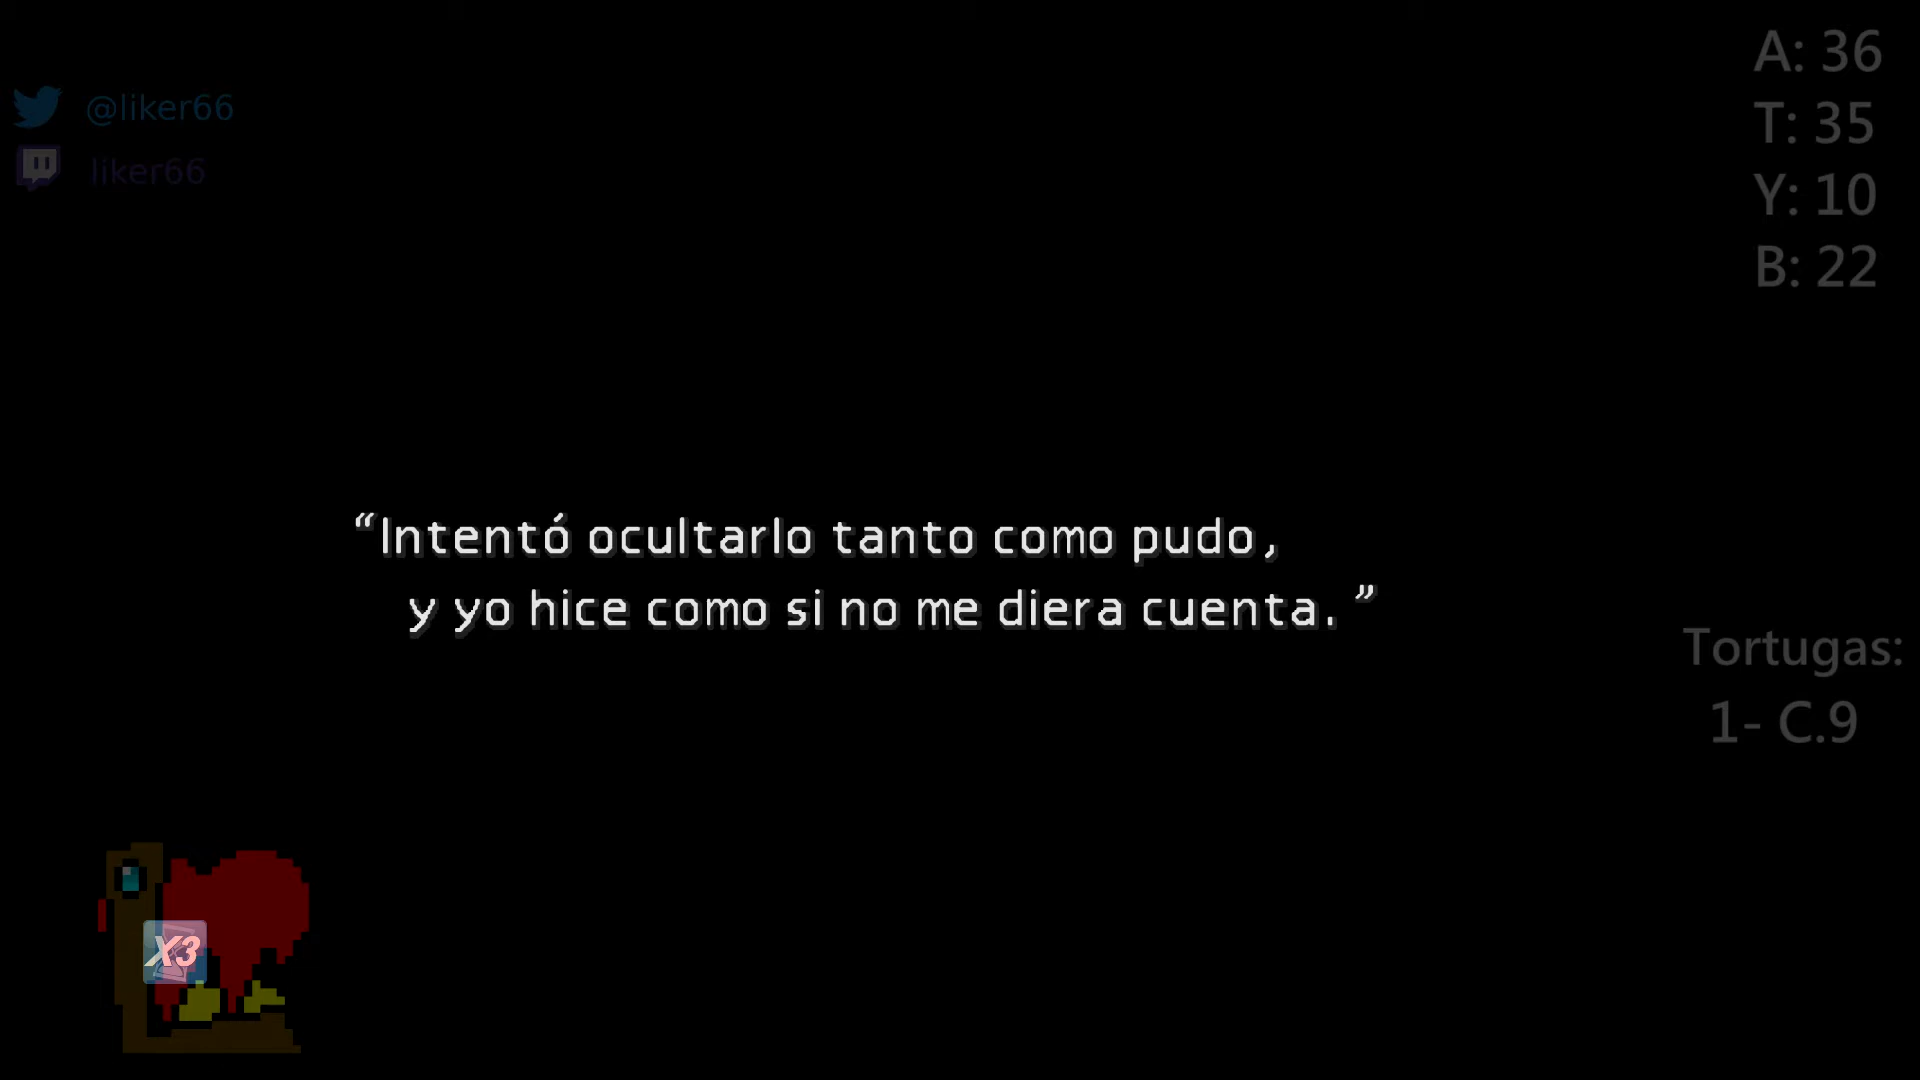 @liker66
liker66
A: 36
T: 35
Y: 10
B: 22
“Intentó ocultarlo tanto como pudo,
y yo hice como si no me diera cuenta.”
Tortugas:
1- C.9
X3